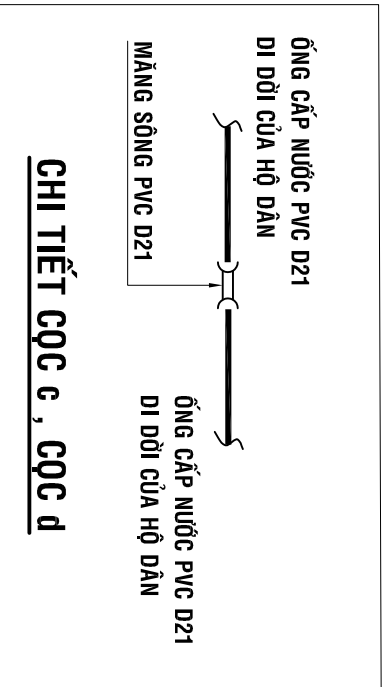 ỐNG CẤP NƯỚC PVC D21
DI DỜI CỦA HỘ DÂN
MĂNG SÔNG PVC D21
ỐNG CẤP NƯỚC PVC D21
DI DỜI CỦA HỘ DÂN
CHI TIẾT CỌC c , CỌC d